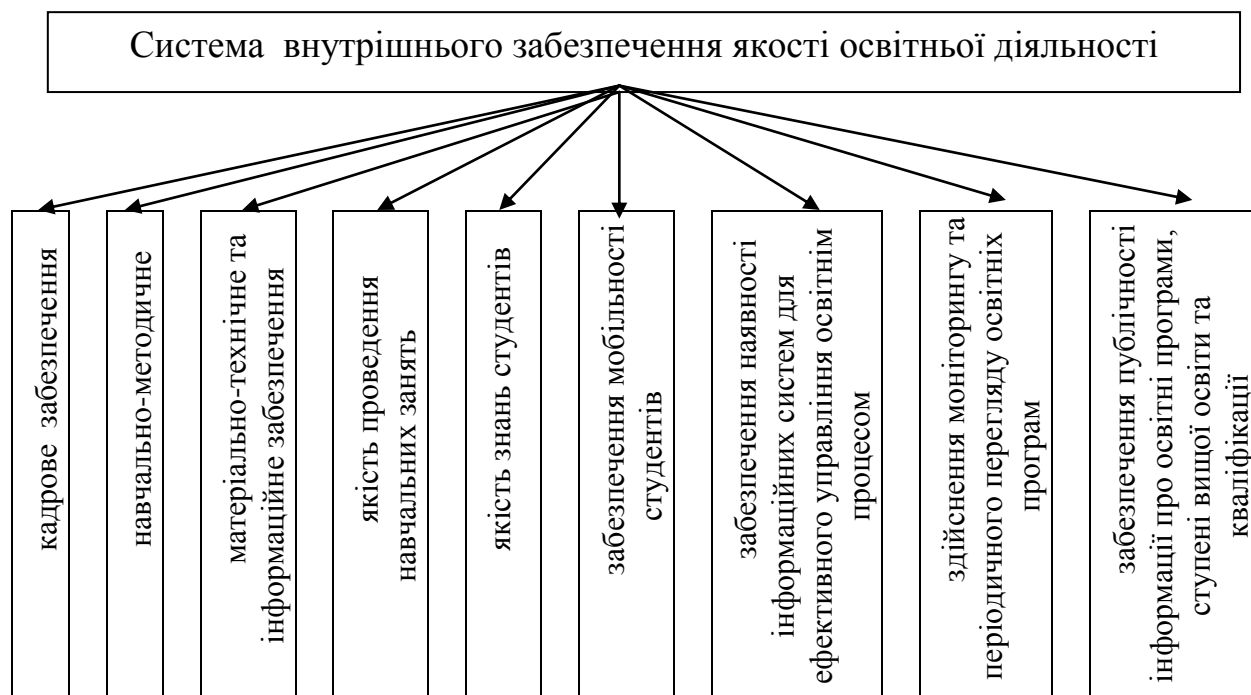 Система внутрішнього забезпечення якості освітньої діяльності
кадрове забезпечення
навчально-методичне
матеріально-технічне та
інформаційне забезпечення
якість проведення
навчальних занять
якість знань студентів
забезпечення мобільності
студентів
забезпечення наявності
інформаційних систем для
ефективного управління освітнім
процесом
здійснення моніторингу та
періодичного перегляду освітніх
програм
забезпечення публічності
інформації про освітні програми,
ступені вищої освіти та
кваліфікації